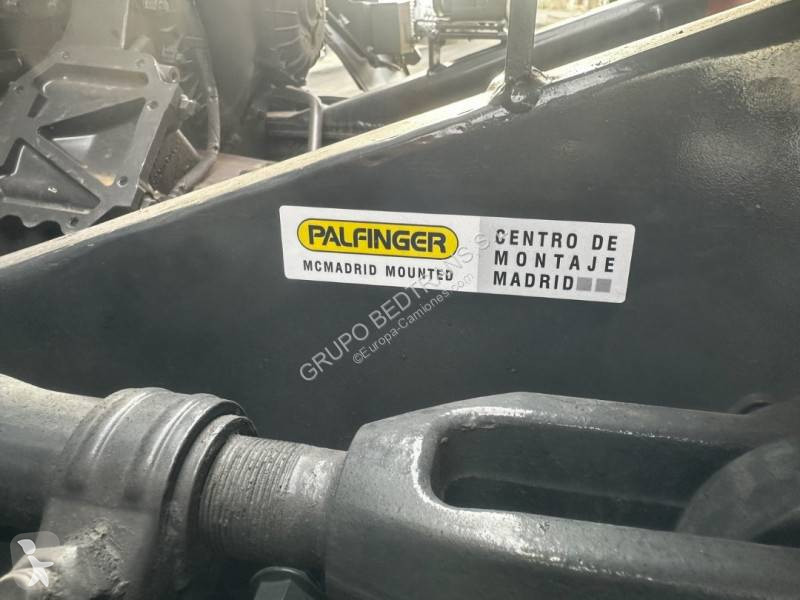 PALFINGER
MCMADRID MOUNTED
CENTRO DE
MONTAJE
MADRID
GRUPO BEDTRANS S.
©Europa-Camiones.com